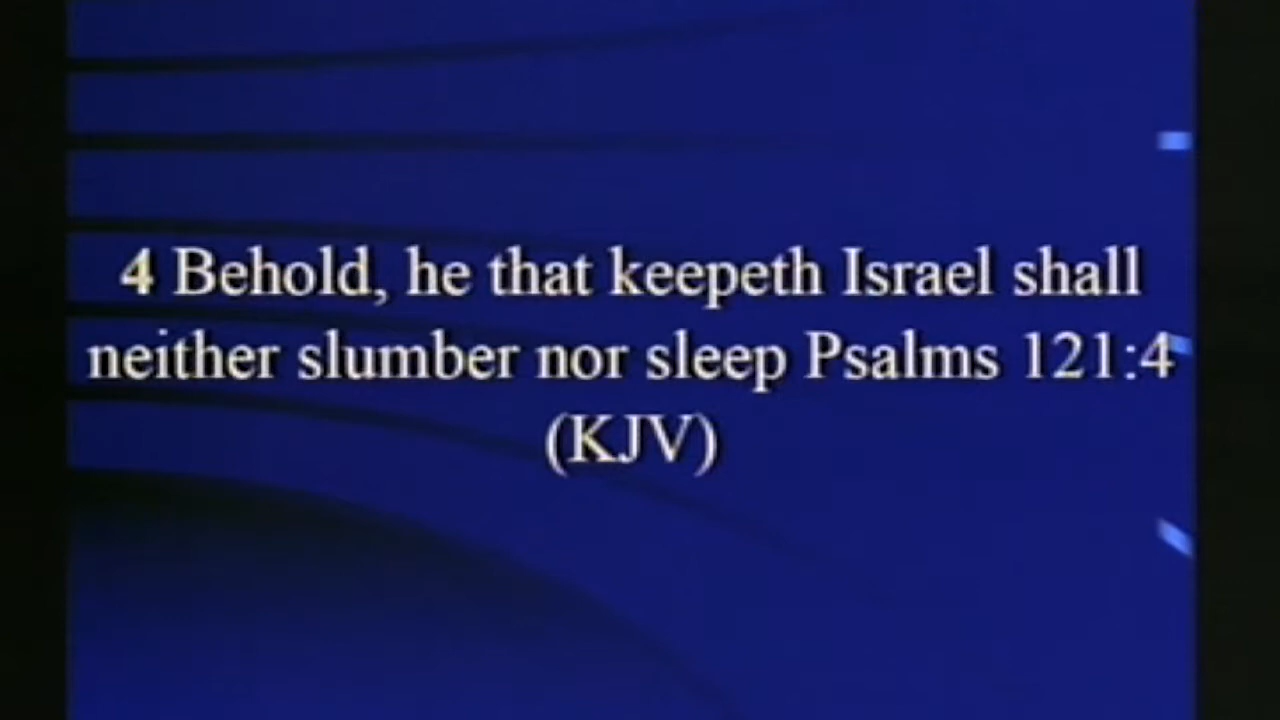 4 Behold, he that keepeth Israel shall
neither slumber nor sleep Psalms 121:4
(KJV)